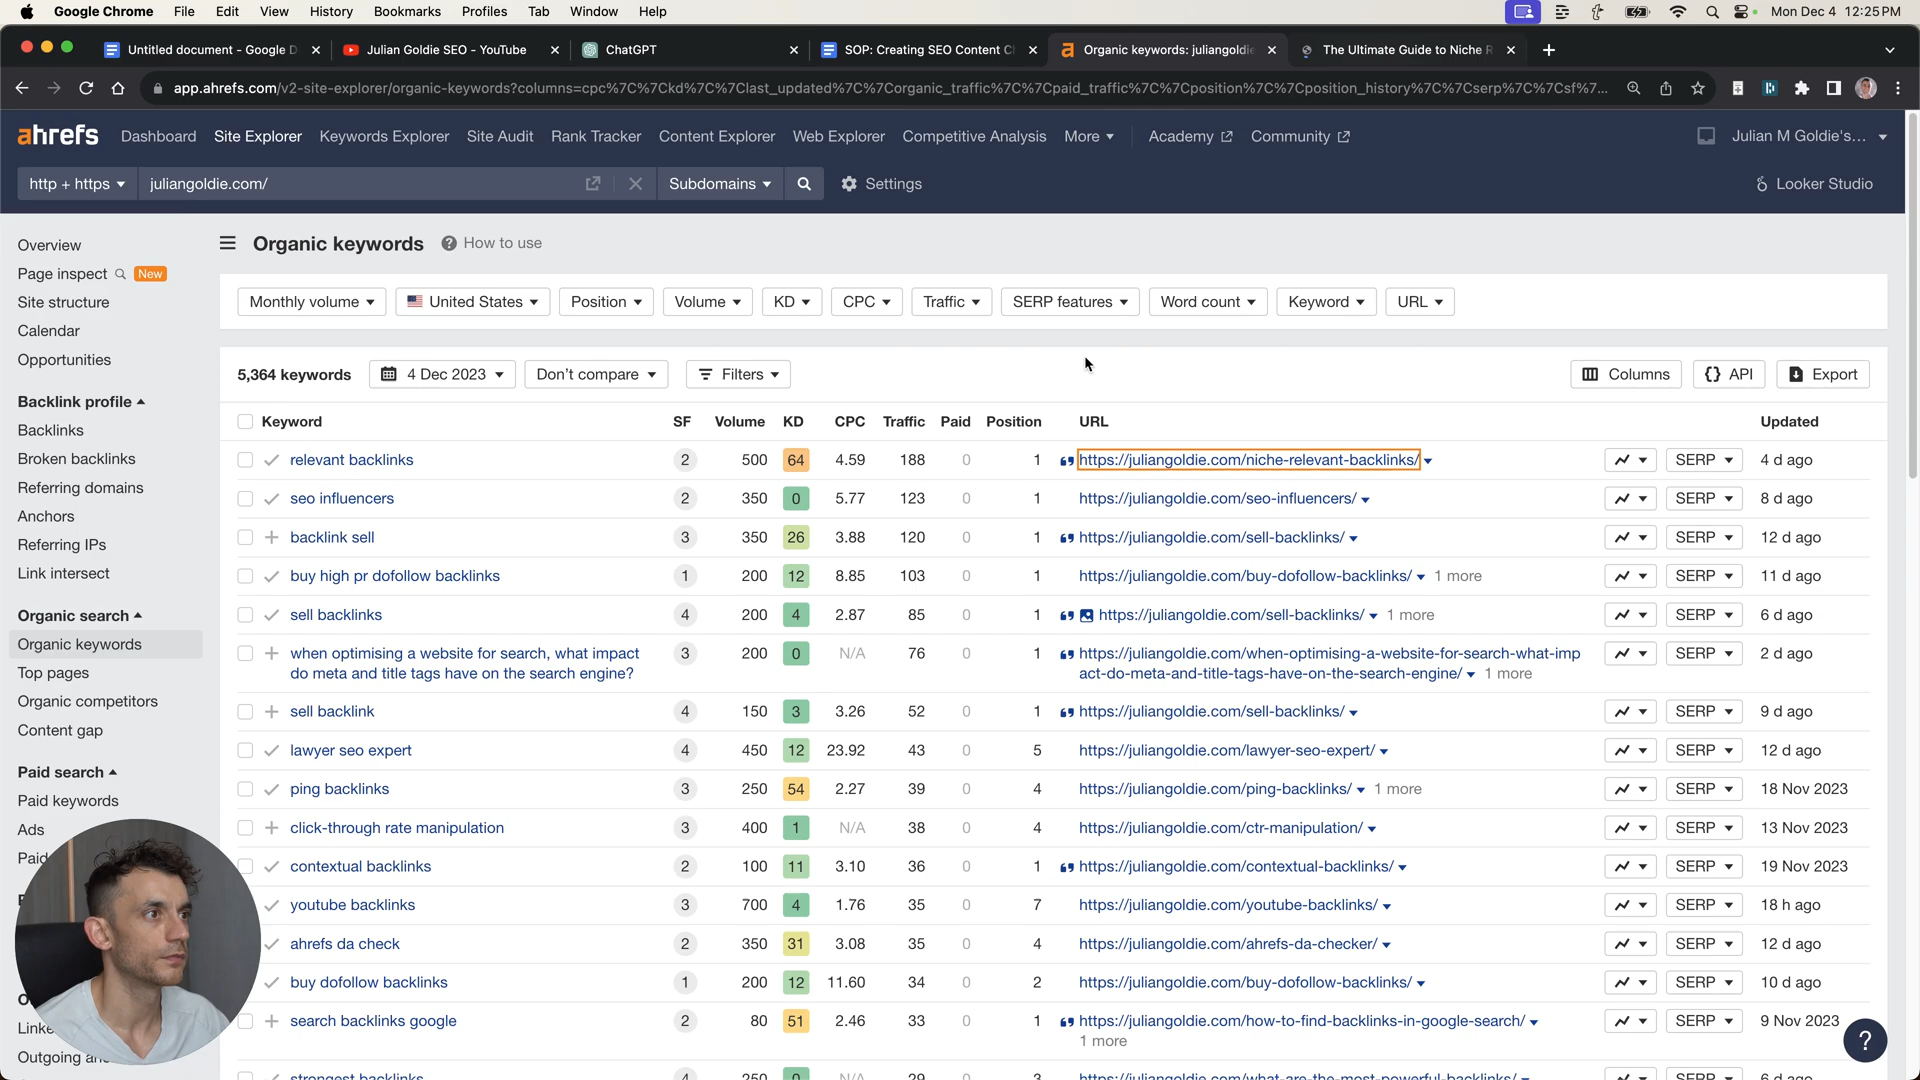 Google Chrome File Edit View History Bookmarks Profiles Tab Window Help Mon Dec 4 12:25 PM
Untitled document - Google D Julian Goldie SEO - YouTube ChatGPT SOP: Creating SEO Content C Organic keywords: juliangoldie The Ultimate Guide to Niche R
app.ahrefs.com/v2-site-explorer/organic-keywords?columns=cpc%7C%7Ckd%7C%7Clast_updated%7C%7Corganic_traffic%7C%7Cpaid_traffic%7C%7Cposition%7C%7Cposition_history%7C%7Cserp%7C%7Csf%7...
ahrefs Dashboard Site Explorer Keywords Explorer Site Audit Rank Tracker Content Explorer Web Explorer Competitive Analysis More Academy Community Julian M Goldie's...
http + https juliangoldie.com/ Subdomains Settings Looker Studio
Overview
Page inspect New
Site structure
Calendar
Opportunities
Backlink profile
Backlinks
Broken backlinks
Referring domains
Anchors
Referring IPs
Link intersect
Organic search
Organic keywords
Top pages
Organic competitors
Content gap
Paid search
Paid keywords
Ads
Paid
Linke
Outgoing an
Organic keywords How to use
Monthly volume United States Position Volume KD CPC Traffic SERP features Word count Keyword URL
5,364 keywords 4 Dec 2023 Don't compare Filters Columns API Export
Keyword SF Volume KD CPC Traffic Paid Position URL Updated
relevant backlinks 2 500 64 4.59 188 0 1 https://juliangoldie.com/niche-relevant-backlinks/ SERP 4 d ago
seo influencers 2 350 0 5.77 123 0 1 https://juliangoldie.com/seo-influencers/ SERP 8 d ago
backlink sell 3 350 26 3.88 120 0 1 https://juliangoldie.com/sell-backlinks/ SERP 12 d ago
buy high pr dofollow backlinks 1 200 12 8.85 103 0 1 https://juliangoldie.com/buy-dofollow-backlinks/ 1 more SERP 11 d ago
sell backlinks 4 200 4 2.87 85 0 1 https://juliangoldie.com/sell-backlinks/ 1 more SERP 6 d ago
when optimising a website for search, what impact 3 200 0 N/A 76 0 1 https://juliangoldie.com/when-optimising-a-website-for-search-what-imp SERP 2 d ago
do meta and title tags have on the search engine? act-do-meta-and-title-tags-have-on-the-search-engine/ 1 more
sell backlink 4 150 3 3.26 52 0 1 https://juliangoldie.com/sell-backlinks/ SERP 9 d ago
lawyer seo expert 4 450 12 23.92 43 0 5 https://juliangoldie.com/lawyer-seo-expert/ SERP 12 d ago
ping backlinks 3 250 54 2.27 39 0 4 https://juliangoldie.com/ping-backlinks/ 1 more SERP 18 Nov 2023
click-through rate manipulation 3 400 1 N/A 38 0 4 https://juliangoldie.com/ctr-manipulation/ SERP 13 Nov 2023
contextual backlinks 2 100 11 3.10 36 0 1 https://juliangoldie.com/contextual-backlinks/ SERP 19 Nov 2023
youtube backlinks 3 700 4 1.76 35 0 7 https://juliangoldie.com/youtube-backlinks/ SERP 18 h ago
ahrefs da check 2 350 31 3.08 35 0 4 https://juliangoldie.com/ahrefs-da-checker/ SERP 12 d ago
buy dofollow backlinks 1 200 12 11.60 34 0 2 https://juliangoldie.com/buy-dofollow-backlinks/ SERP 10 d ago
search backlinks google 2 80 51 2.46 33 0 1 https://juliangoldie.com/how-to-find-backlinks-in-google-search/ SERP 9 Nov 2023
1 more
strongest backlinks 4 250 0 N/A 29 0 3 https://juliangoldie.com/what-are-the-most-powerful-backlinks/ SERP 6 d ago